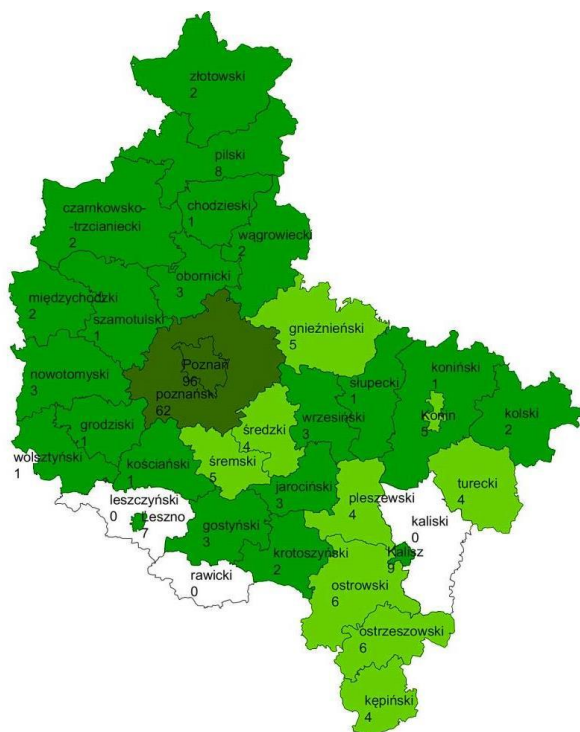 złotowski
2
pilski
8
chodzieski
1
czarnkowsko-
-trzcianiecki
2
wągrowiecki
2
obornicki
3
międzychodzki
2
szamotulski
1
gnieźnieński
5
Poznań
96
poznański
62
nowotomyski
3
słupecki
1
koniński
1
Konin
5
kolski
2
wrzesiński
3
średzki
4
grodziski
1
wolsztyński
1
kościański
1
śremski
5
jarociński
3
pleszewski
4
turecki
4
leszczyński
0
Leszno
7
kaliski
0
gostyński
3
krotoszyński
2
Kalisz
9
rawicki
0
ostrowski
6
ostrzeszowski
6
kępiński
4